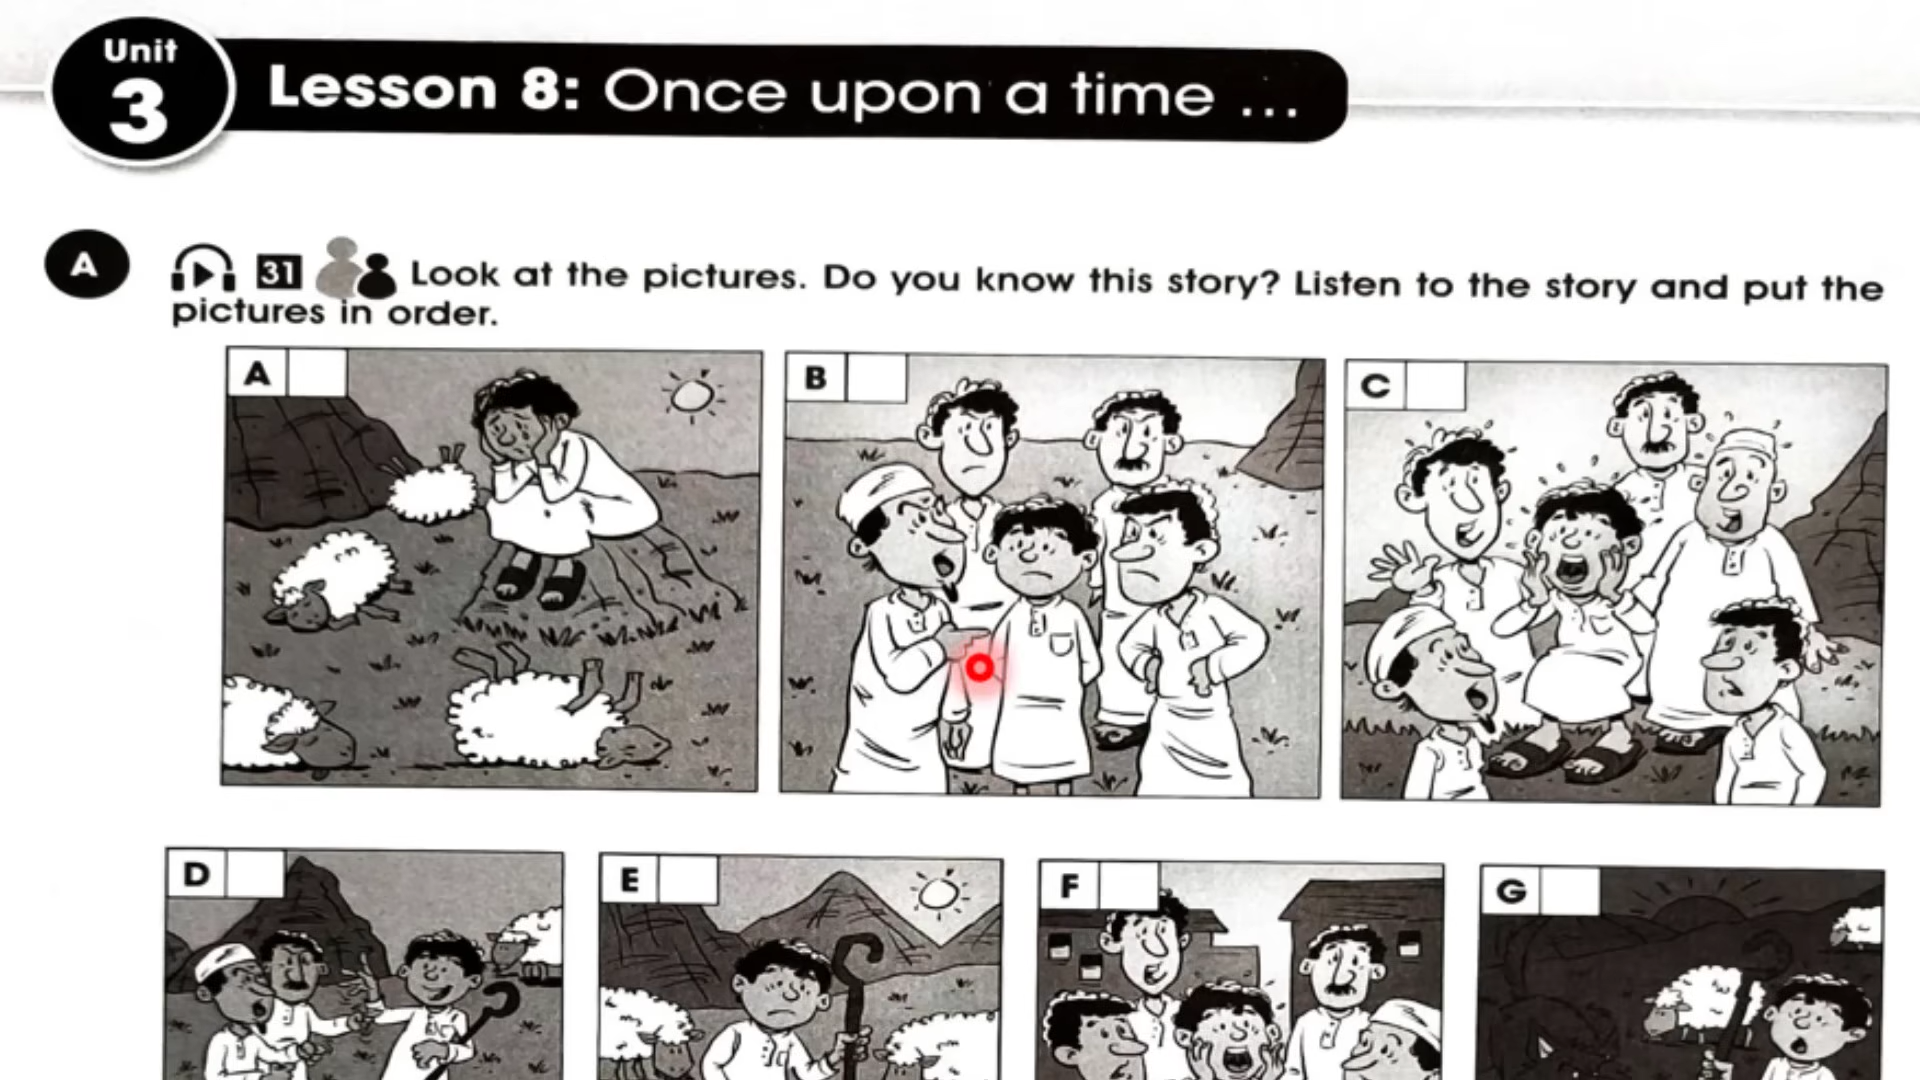 Unit
3
Lesson 8: Once upon a time ...
A
31 Look at the pictures. Do you know this story? Listen to the story and put the
pictures in order.
A
B
C
D
E
F
G